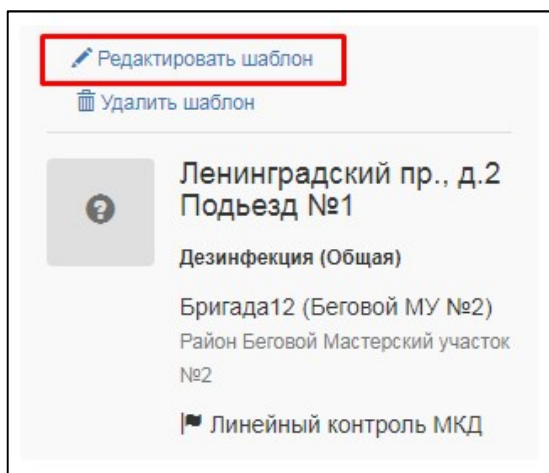 Редактировать шаблон
Удалить шаблон
Ленинградский пр., д.2
Подьезд №1
Дезинфекция (Общая)
Бригада12 (Беговой МУ №2)
Район Беговой Мастерский участок
№2
Линейный контроль МКД